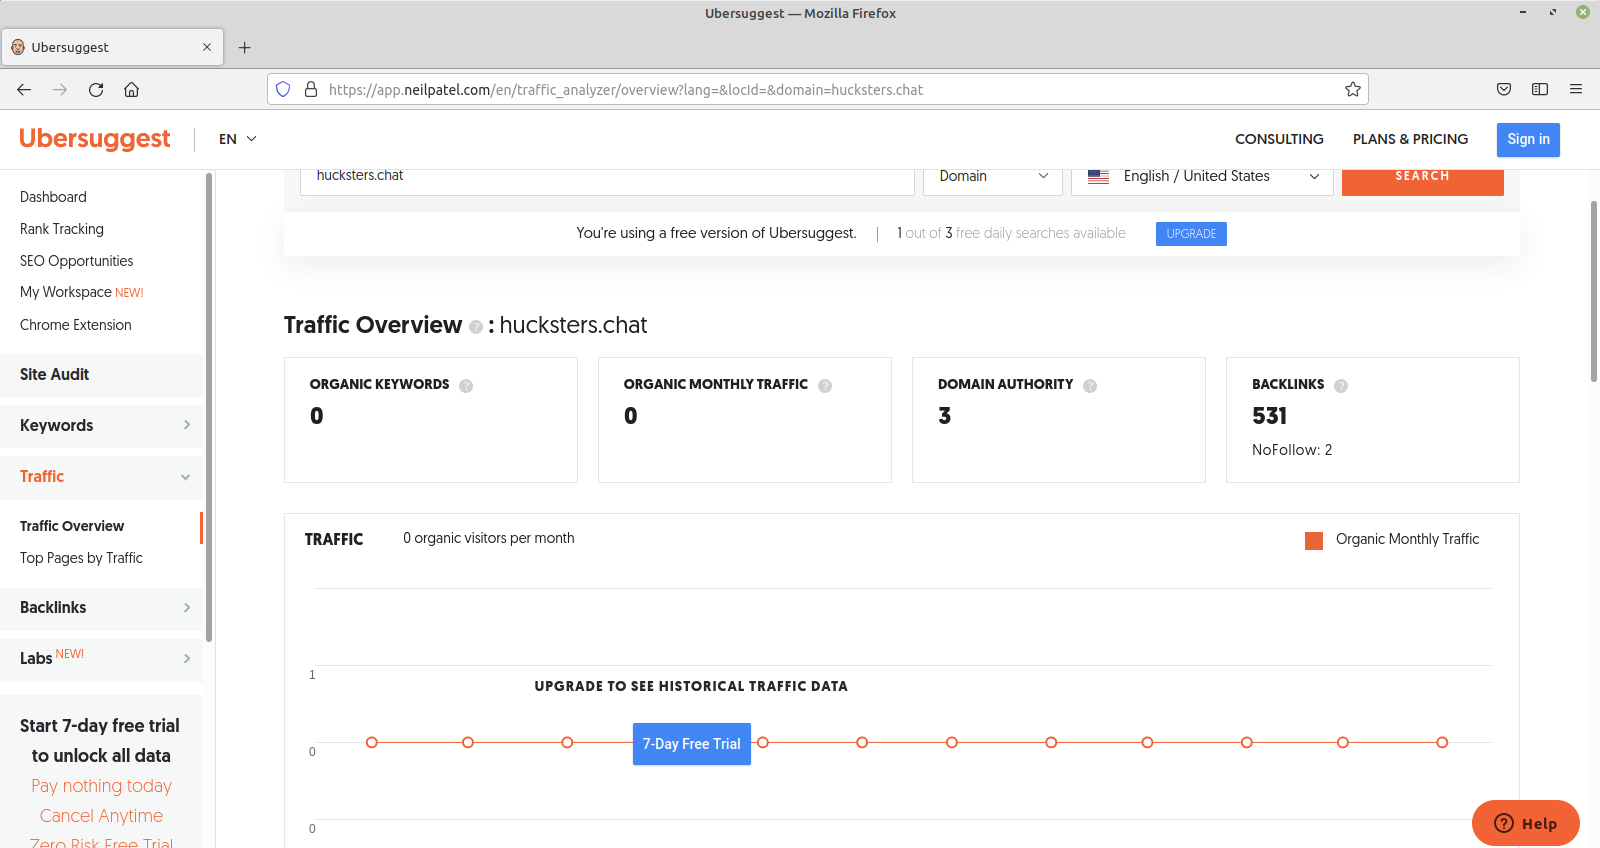 Ubersuggest — Mozilla Firefox
Ubersuggest
https://app.neilpatel.com/en/traffic_analyzer/overview?lang=&locId=&domain=hucksters.chat
Ubersuggest
EN
CONSULTING
PLANS & PRICING
Sign in
Dashboard
Rank Tracking
SEO Opportunities
My Workspace NEW!
Chrome Extension
Site Audit
Keywords
Traffic
Traffic Overview
Top Pages by Traffic
Backlinks
Labs NEW!
Start 7-day free trial
to unlock all data
Pay nothing today
Cancel Anytime
Zero Risk Free Trial
hucksters.chat
Domain
English / United States
SEARCH
You're using a free version of Ubersuggest.
1 out of 3 free daily searches available
UPGRADE
Traffic Overview ? : hucksters.chat
ORGANIC KEYWORDS ?
0
ORGANIC MONTHLY TRAFFIC ?
0
DOMAIN AUTHORITY ?
3
BACKLINKS ?
531
NoFollow: 2
TRAFFIC
0 organic visitors per month
Organic Monthly Traffic
1
UPGRADE TO SEE HISTORICAL TRAFFIC DATA
7-Day Free Trial
0
0
? Help